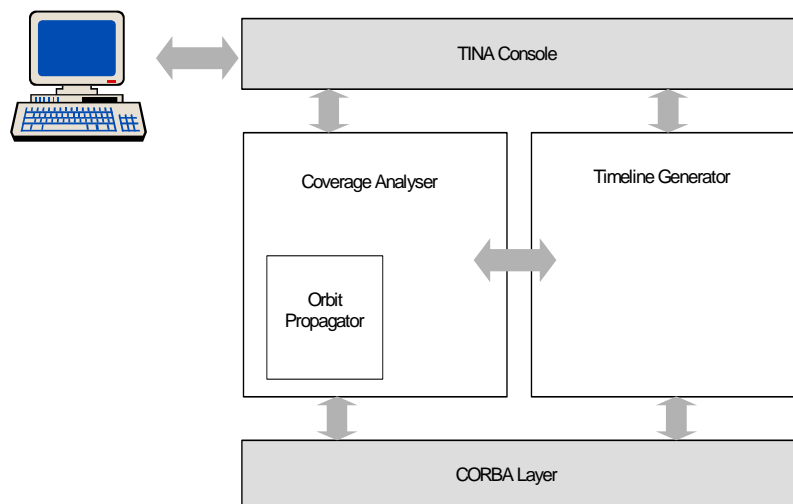 TINA Console
Coverage Analyser
Timeline Generator
Orbit
Propagator
CORBA Layer